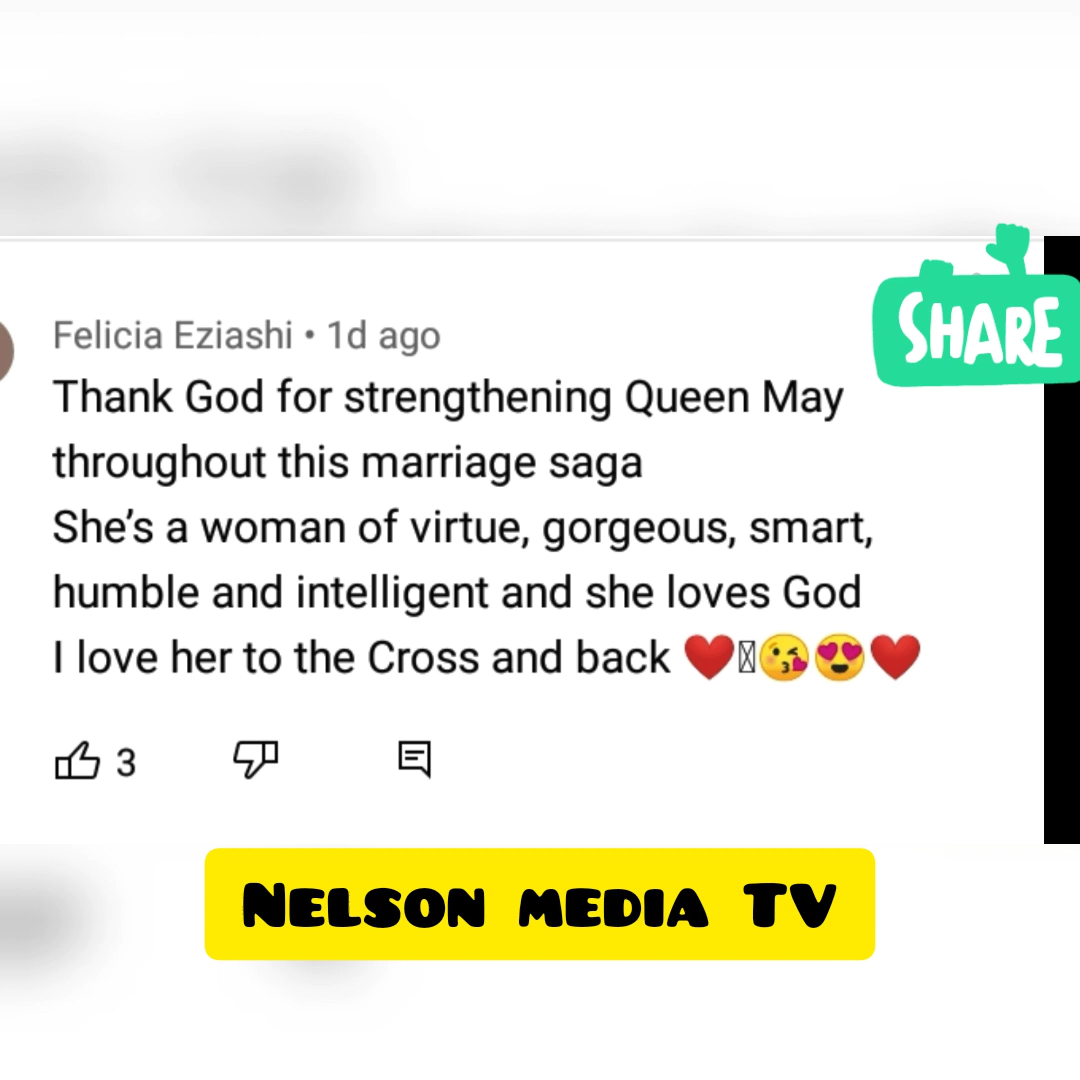 SHARE
Felicia Eziashi • 1d ago
Thank God for strengthening Queen May
throughout this marriage saga
She's a woman of virtue, gorgeous, smart,
humble and intelligent and she loves God
I love her to the Cross and back ❤️😘😍❤️
3
NELSON MEDIA TV